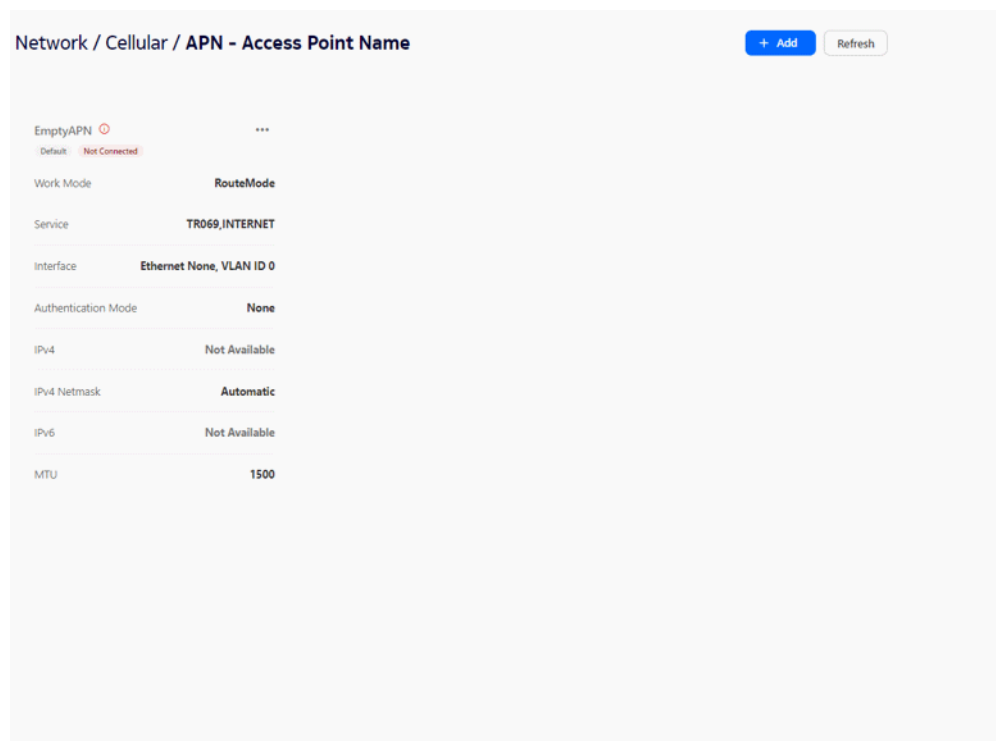 Network / Cellular / APN - Access Point Name
+ Add
Refresh
EmptyAPN
Default Not Connected
Work Mode RouteMode
Service TR069,INTERNET
Interface Ethernet None, VLAN ID 0
Authentication Mode None
IPv4 Not Available
IPv4 Netmask Automatic
IPv6 Not Available
MTU 1500